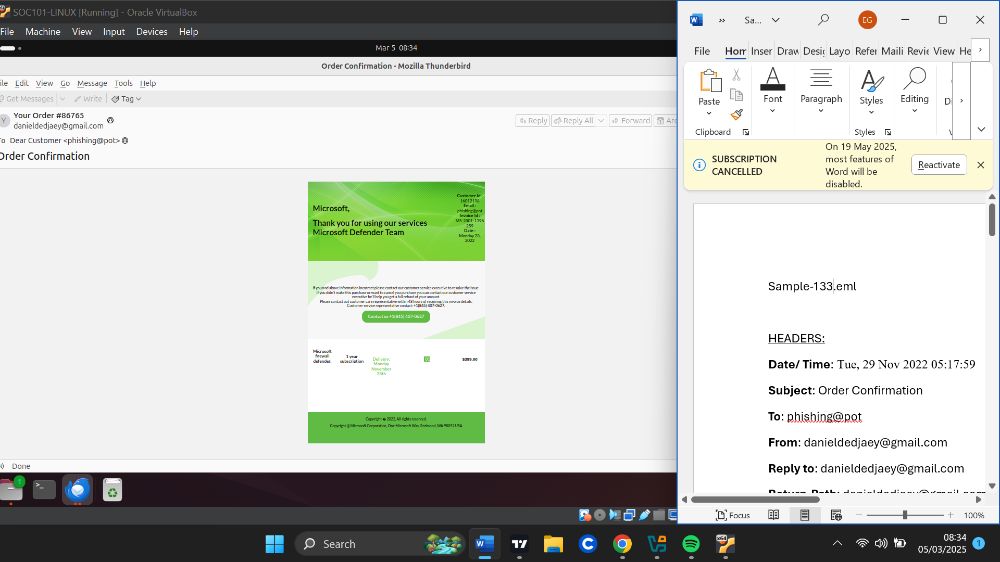 SOC101-LINUX [Running] - Oracle VirtualBox
File Machine View Input Devices Help
Mar 5 08:34
Order Confirmation - Mozilla Thunderbird
ile Edit View Go Message Tools Help
Get Messages Write Tag
Y
Your Order #86765
danieldedjaey@gmail.com
Reply Reply All Forward Arc
To Dear Customer <phishing@pot>
Order Confirmation
Microsoft,
Thank you for using our services
Microsoft Defender Team
Customer Id :
16012198
Email :
phishing@pot
Invoice Id :
MS-2801-1396
259
Date :
Monday 28,
2022
if you find above information incorrect please contact our customer service executive to resolve the issue.
If you didn't make this purchase or want to cancel you purchase you can contact our customer service
executive he'll help you get a full refund of your amount.
Please contact out customer care representative within 48 hours of receiving this invoice details.
Customer service representative contact: +1(845) 407-0627.
Contact us +1(845) 407-0627
Microsoft
firewall
defender.
1 year
subscription
Delivery:
Monday
November
28th
01
$399.00
Copyright � 2022, All rights reserved.
Copyright @ Microsoft Corporation, One Microsoft Way, Redmond, WA 98052 USA
Done
1
>_
W
Sa...
EG
File Hom Inser Draw Desig Layo Refer Maili Revie View He
Paste
Font
Paragraph
Styles
Editing
Di
Clipboard
Styles
V
SUBSCRIPTION
CANCELLED
On 19 May 2025,
most features of
Word will be
disabled.
Reactivate
Sample-133.eml
HEADERS:
Date/ Time: Tue, 29 Nov 2022 05:17:59
Subject: Order Confirmation
To: phishing@pot
From: danieldedjaey@gmail.com
Reply to: danieldedjaey@gmail.com
Return-Path: danieldedjaey@gmail.com
Focus
100%
Search
W
x64
08:34
05/03/2025
1